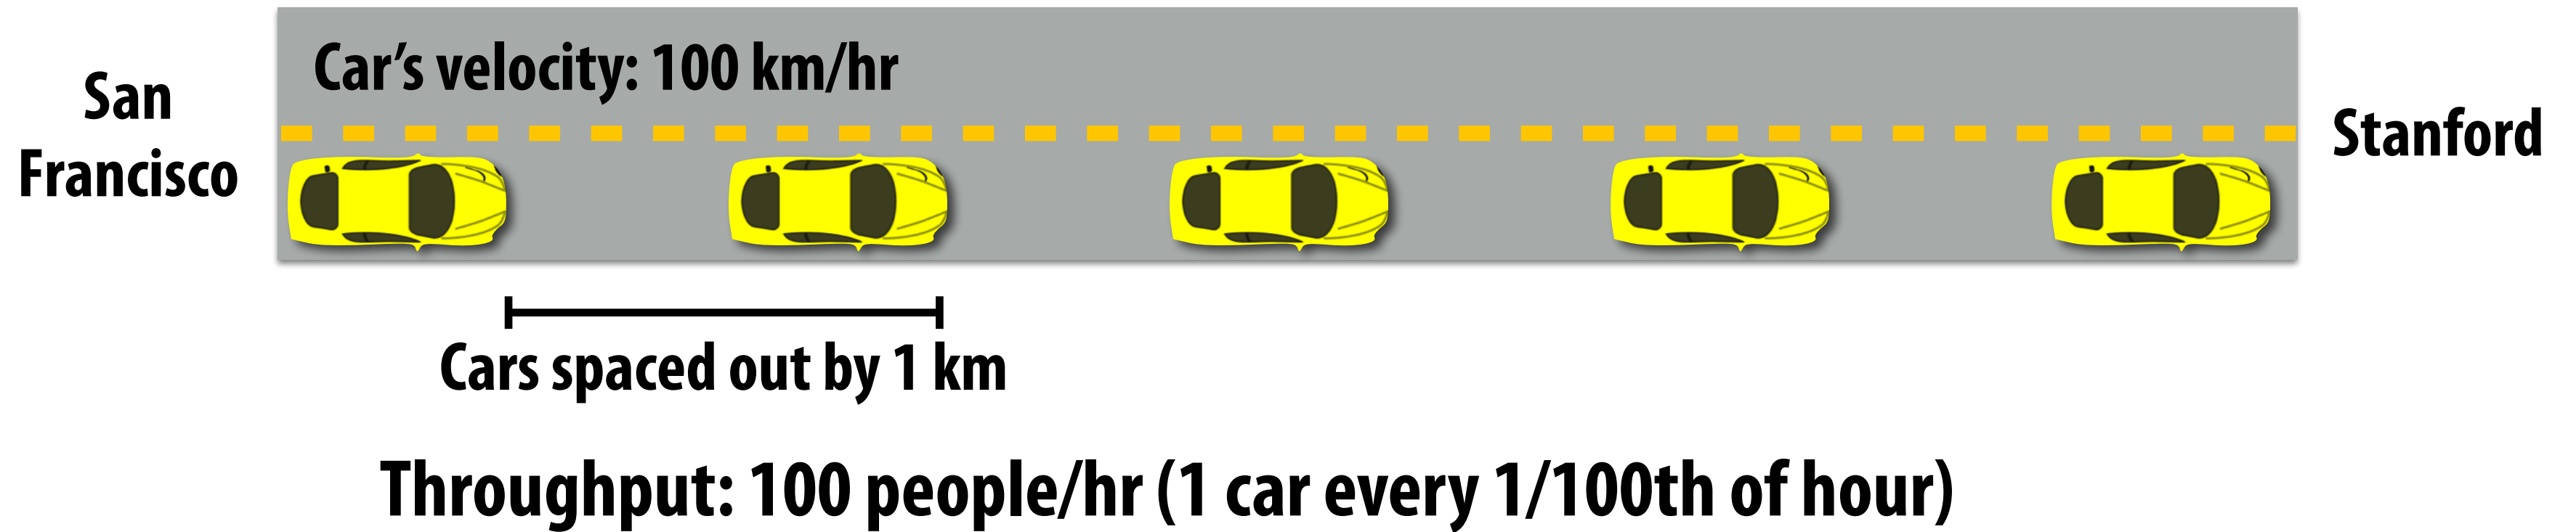 Car’s velocity: 100 km/hr
San
Francisco
Stanford
Cars spaced out by 1 km
Throughput: 100 people/hr (1 car every 1/100th of hour)